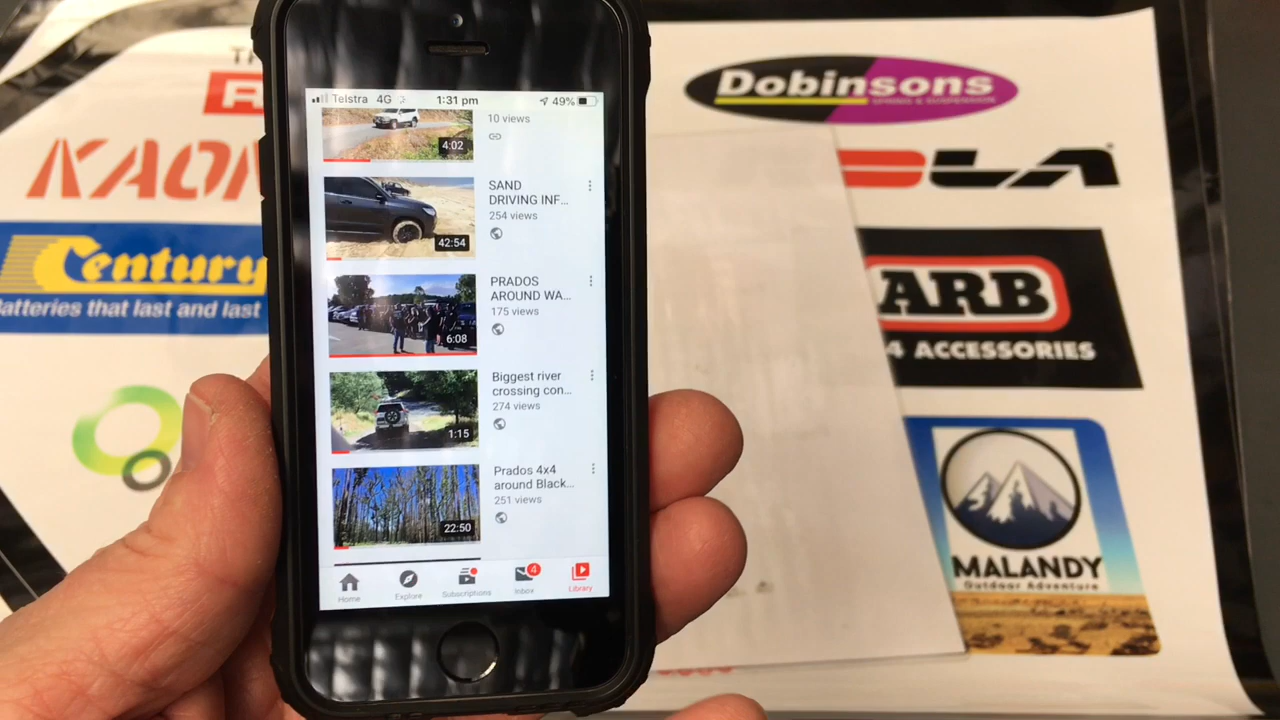 Telstra 4G 1:31 pm 49%
10 views
4:02
SAND
DRIVING INF...
254 views
42:54
PRADOS
AROUND WA...
175 views
6:08
Biggest river
crossing con...
274 views
1:15
Prados 4x4
around Black...
251 views
22:50
Home
Explore
Subscriptions
4
Inbox
Library
KAON
Century
Batteries that last and last
Dobinsons
SPRING & SUSPENSION
ARB
4 ACCESSORIES
MALANDY
Outdoor Adventure